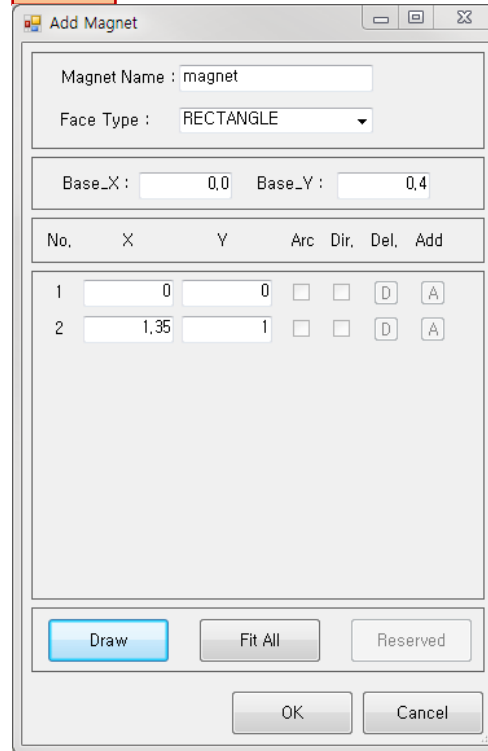 Add Magnet
Magnet Name : magnet
Face Type : RECTANGLE
Base_X : 0,0 Base_Y : 0,4
No, X Y Arc Dir, Del, Add
1 0 0 D A
2 1,35 1 D A
Draw Fit All Reserved
OK Cancel